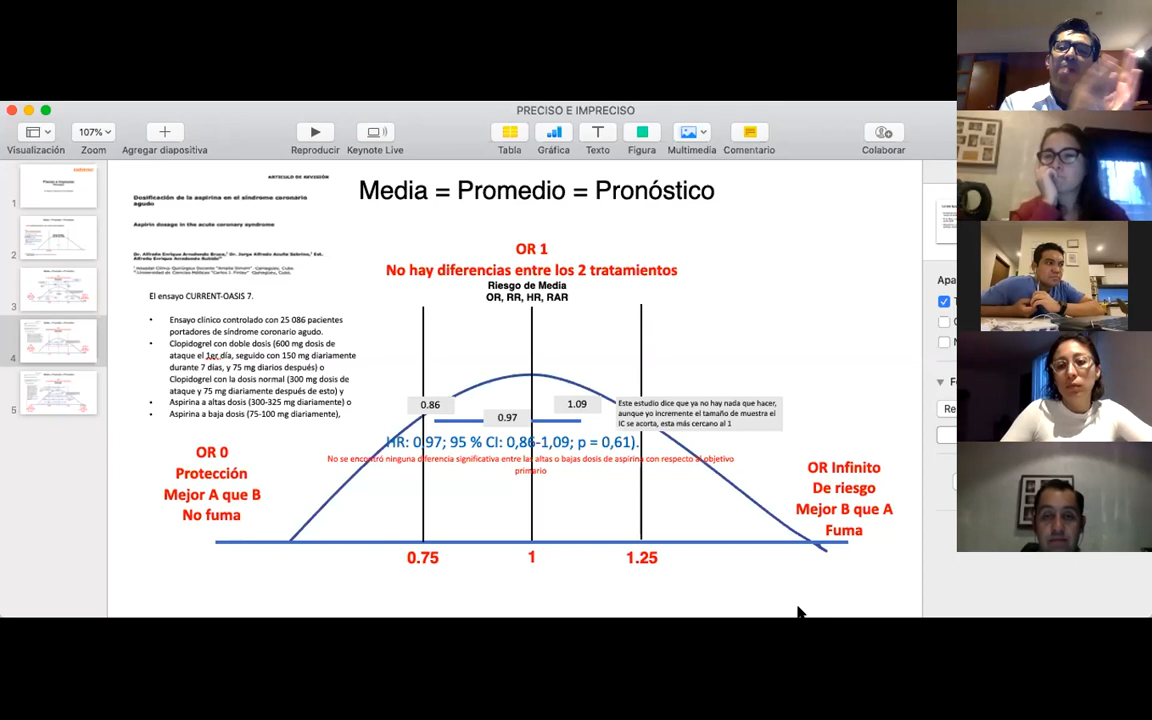 PRECISO E IMPRECISO
107%
Visualización
Zoom
Agregar diapositiva
Reproducir
Keynote Live
Tabla
Gráfica
Texto
Figura
Multimedia
Comentario
Colaborar
1
2
3
4
5
ARTICULO DE REVISIÓN
Dosificación de la aspirina en el síndrome coronario
agudo
Aspirin dosage in the acute coronary syndrome
El ensayo CURRENT-OASIS 7.
• Ensayo clínico controlado con 25 086 pacientes
portadores de síndrome coronario agudo.
• Clopidogrel con doble dosis (600 mg dosis de
ataque el 1er día, seguido con 150 mg diariamente
durante 7 días, y 75 mg diarios después) o
Clopidogrel con la dosis normal (300 mg dosis de
ataque y 75 mg diariamente después de esto) y
• Aspirina a altas dosis (300-325 mg diariamente) o
• Aspirina a baja dosis (75-100 mg diariamente),
Media = Promedio = Pronóstico
OR 1
No hay diferencias entre los 2 tratamientos
Riesgo de Media
OR, RR, HR, RAR
0.86
0.97
1.09
Este estudio dice que ya no hay nada que hacer,
aunque yo incremente el tamaño de muestra el
IC se acorta, esta más cercano al 1
HR: 0,97; 95 % CI: 0,86-1,09; p = 0,61).
No se encontró ninguna diferencia significativa entre las altas o bajas dosis de aspirina con respecto al objetivo
primario
OR 0
Protección
Mejor A que B
No fuma
OR Infinito
De riesgo
Mejor B que A
Fuma
0.75
1
1.25
Apa
Re